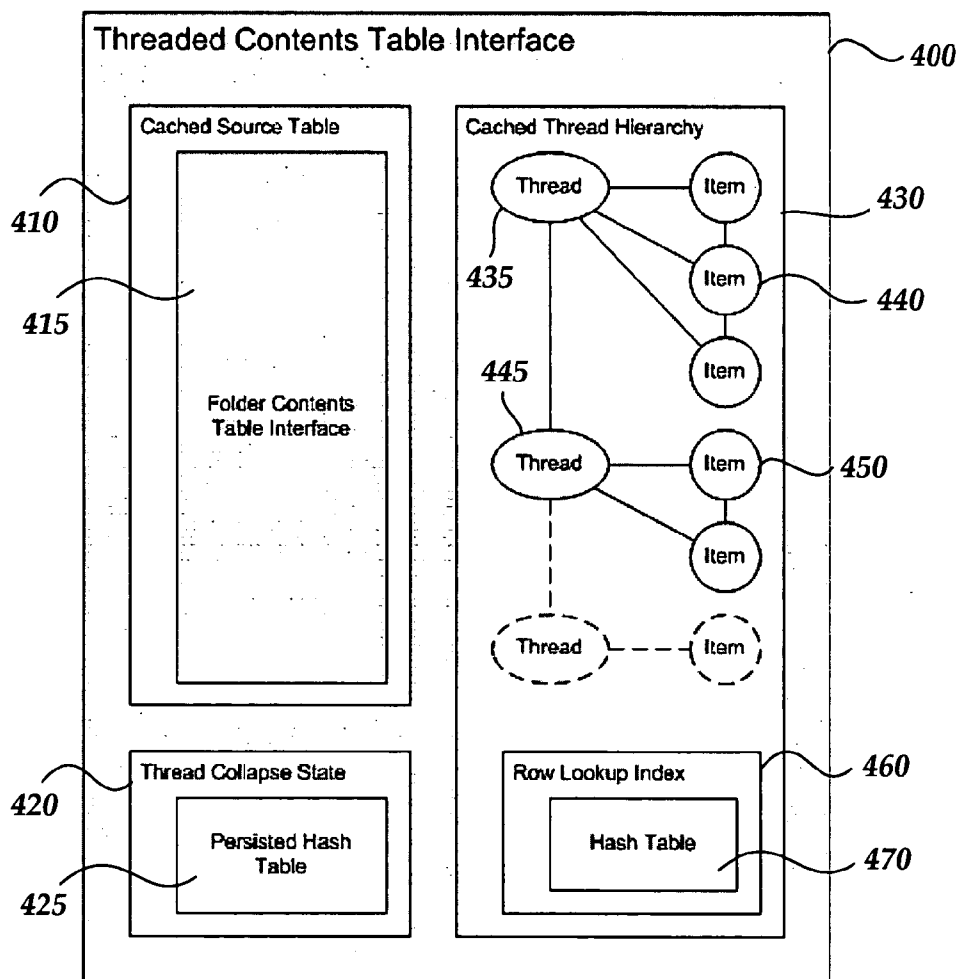 Threaded Contents Table Interface
400
Cached Source Table
410
415
Folder Contents
Table Interface
Cached Thread Hierarchy
430
Thread
Item
435
Item
440
Item
445
Thread
Item
450
Item
Thread
Item
Thread Collapse State
420
Persisted Hash
Table
425
Row Lookup Index
460
Hash Table
470